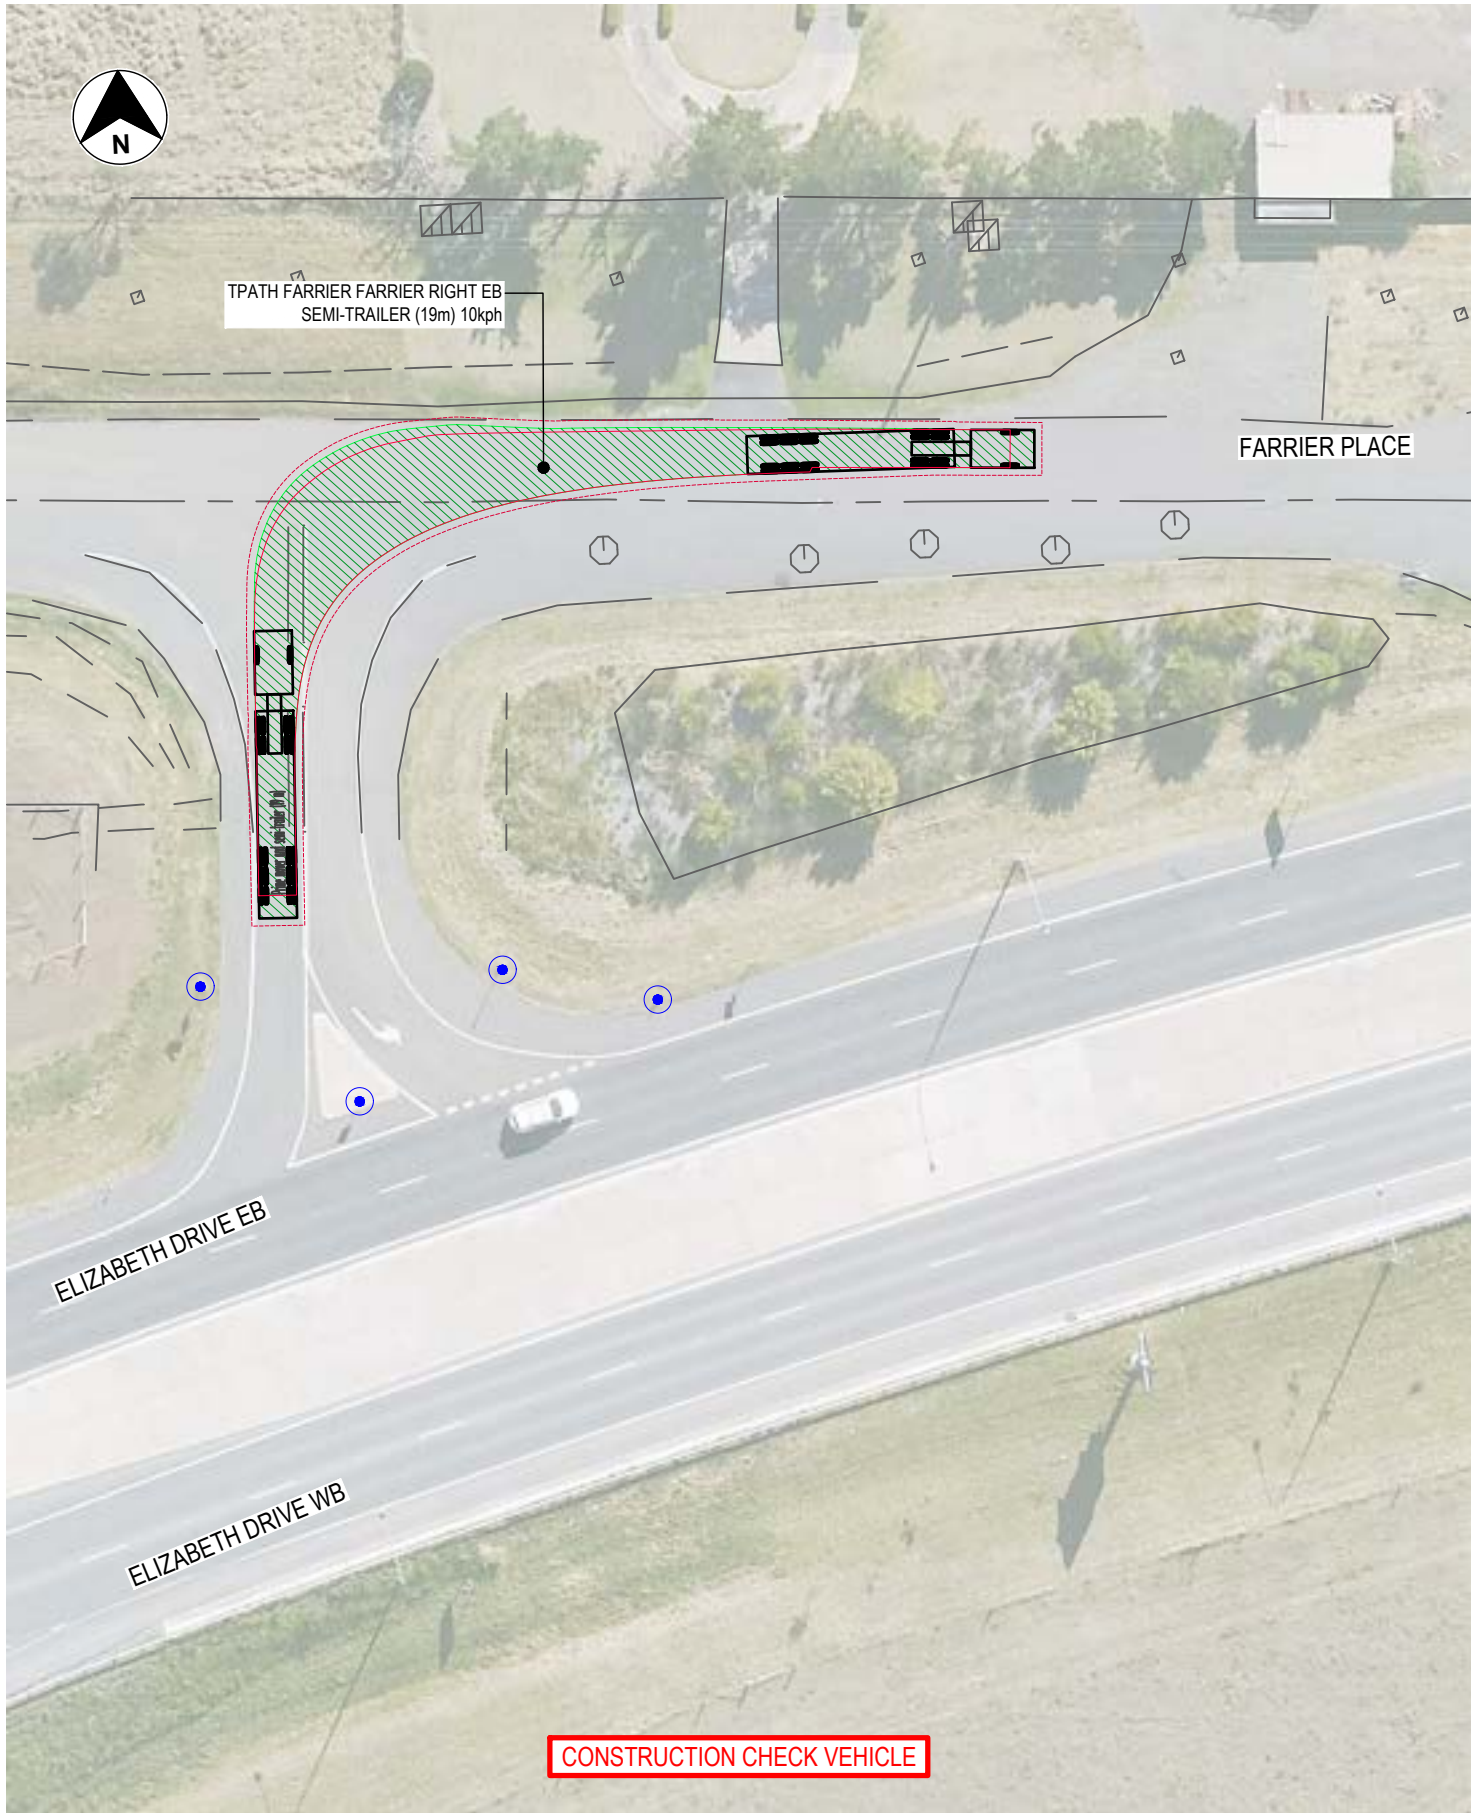 N
TPATH FARRIER FARRIER RIGHT EB
SEMI-TRAILER (19m) 10kph
FARRIER PLACE
ELIZABETH DRIVE EB
ELIZABETH DRIVE WB
CONSTRUCTION CHECK VEHICLE